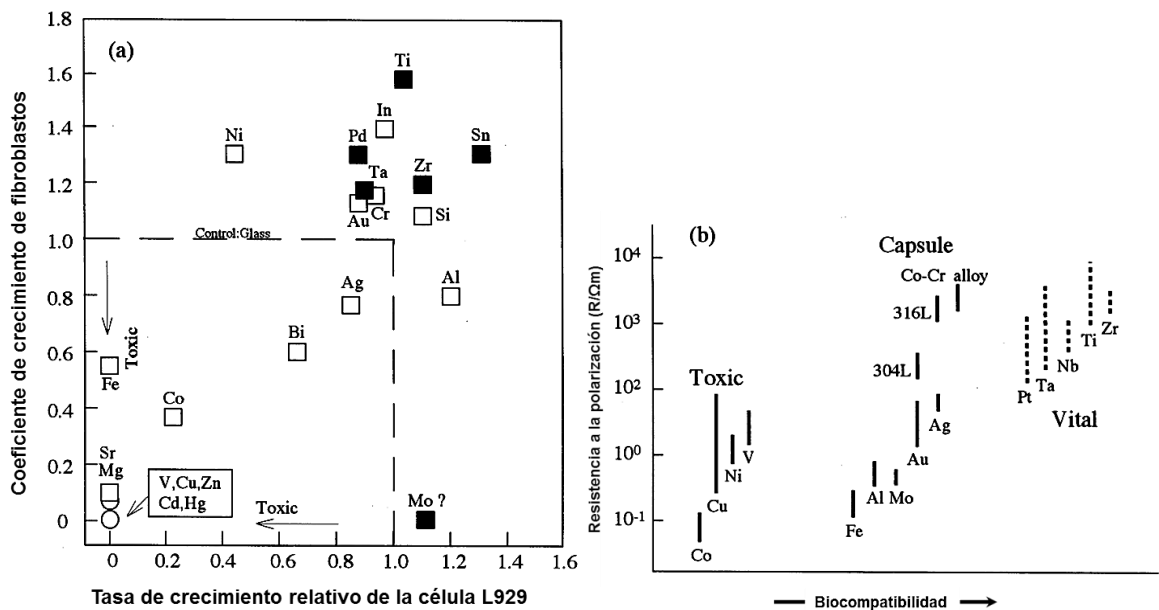 (a)
Coeficiente de crecimiento de fibroblastos
1.8
1.6
1.4
1.2
1.0
0.8
0.6
0.4
0.2
0
Ti
In
Ni
Pd
Sn
Ta
Zr
Au
Cr
Si
Control:Glass
Ag
Al
Bi
Toxic
Fe
Co
Sr
Mg
V,Cu,Zn
Cd,Hg
Toxic
Mo ?
0 0.2 0.4 0.6 0.8 1.0 1.2 1.4 1.6
Tasa de crecimiento relativo de la célula L929
(b)
Resistencia a la polarización (R/Ωm)
10⁴
10³
10²
10⁰
10⁻¹
Capsule
Co-Cr alloy
316L
304L
Toxic
Ti
Zr
Nb
Pt
Ta
Vital
Ag
Au
V
Ni
Cu
Al
Mo
Fe
Co
Biocompatibilidad